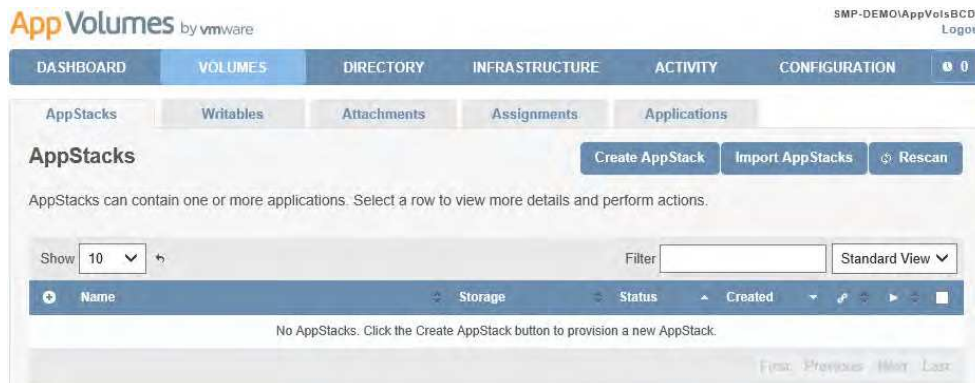 App Volumes by vmware
SMP-DEMO\AppVolsBCD
Logou
DASHBOARD VOLUMES DIRECTORY INFRASTRUCTURE ACTIVITY CONFIGURATION 0
AppStacks Writables Attachments Assignments Applications
AppStacks Create AppStack Import AppStacks Rescan
AppStacks can contain one or more applications. Select a row to view more details and perform actions.
Show 10 Filter Standard View
Name Storage Status Created
No AppStacks. Click the Create AppStack button to provision a new AppStack.
First Previous Next Last